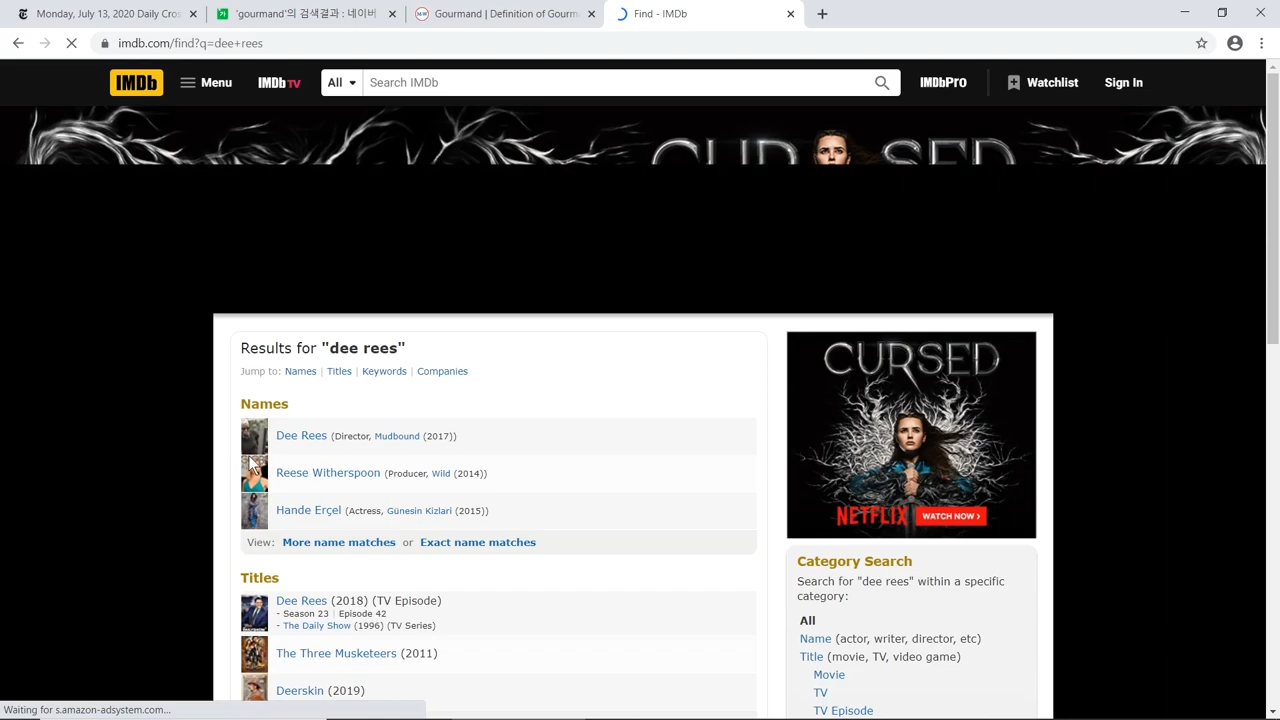 Monday, July 13, 2020 Daily Cros
'gourmand'의 검색결과 : 네이버
Gourmand | Definition of Gourma
Find - IMDb
imdb.com/find?q=dee+rees
IMDb
Menu
IMDbTV
All
Search IMDb
IMDbPro
Watchlist
Sign In
CURSED
Results for "dee rees"
Jump to: Names | Titles | Keywords | Companies
Names
Dee Rees (Director, Mudbound (2017))
Reese Witherspoon (Producer, Wild (2014))
Hande Erçel (Actress, Günesin Kizlari (2015))
View: More name matches or Exact name matches
Titles
Dee Rees (2018) (TV Episode)
- Season 23 | Episode 42
- The Daily Show (1996) (TV Series)
The Three Musketeers (2011)
Deerskin (2019)
CURSED
NETFLIX
WATCH NOW >
Category Search
Search for "dee rees" within a specific
category:
All
Name (actor, writer, director, etc)
Title (movie, TV, video game)
Movie
TV
TV Episode
Waiting for s.amazon-adsystem.com...